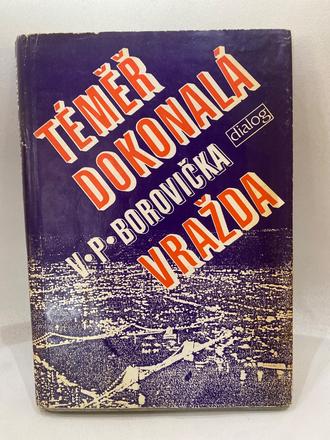 TÉMĚŘ
DOKONALÁ
dialog
V·P·BOROVIČKA
VRAŽDA